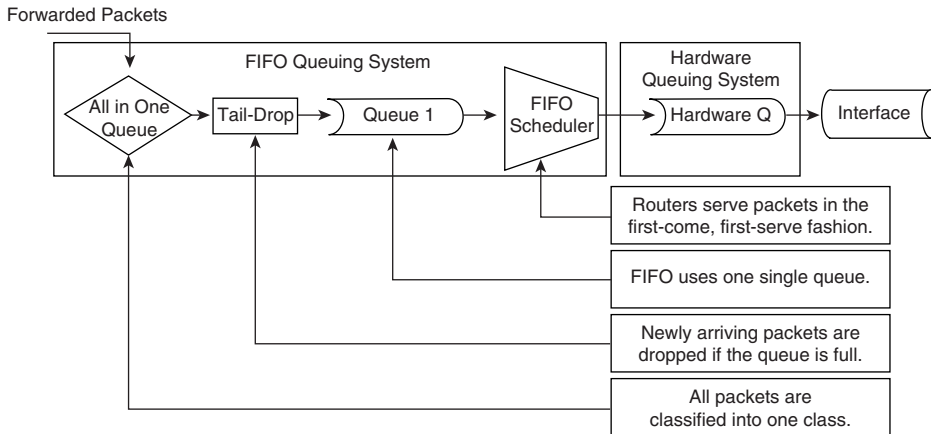 Forwarded Packets
FIFO Queuing System
Hardware
Queuing System
All in One
Queue
Tail-Drop
Queue 1
FIFO
Scheduler
Hardware Q
Interface
Routers serve packets in the
first-come, first-serve fashion.
FIFO uses one single queue.
Newly arriving packets are
dropped if the queue is full.
All packets are
classified into one class.